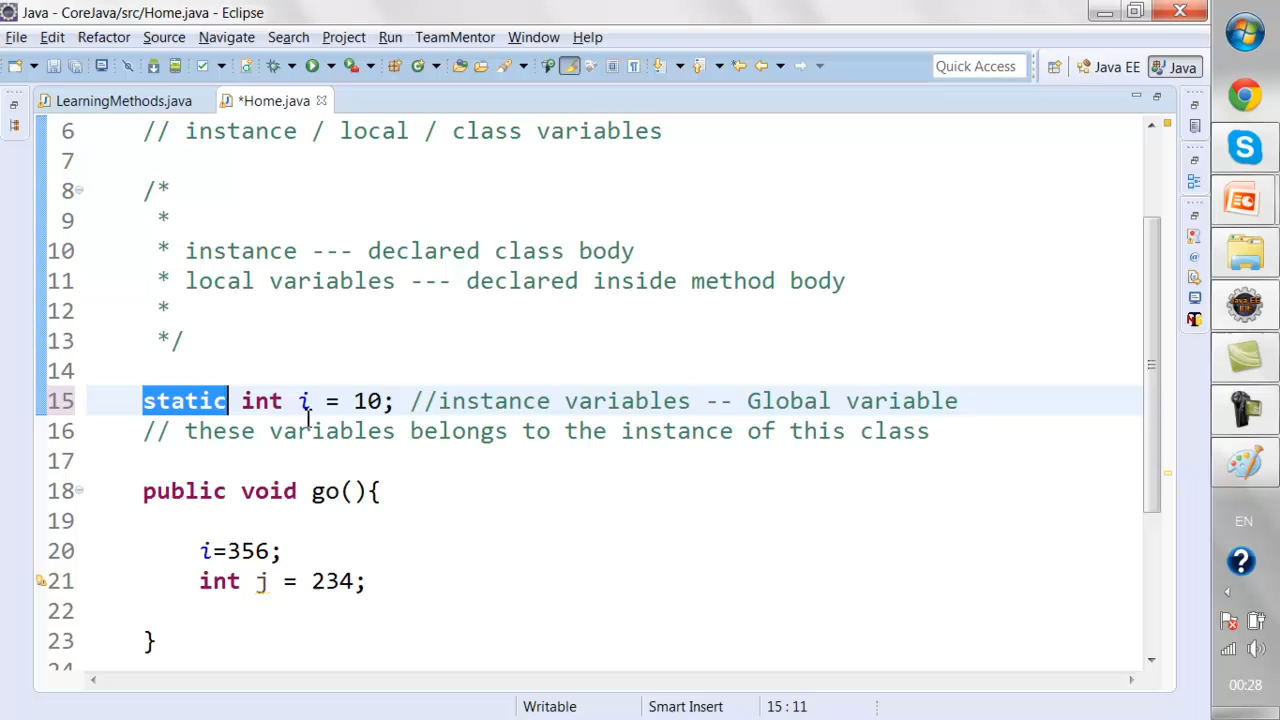 Java - CoreJava/src/Home.java - Eclipse
File Edit Refactor Source Navigate Search Project Run TeamMentor Window Help
Quick Access Java EE Java
LearningMethods.java *Home.java
6 // instance / local / class variables
7
8 /*
9 *
10 * instance --- declared class body
11 * local variables --- declared inside method body
12 *
13 */
14
15 static int i = 10; //instance variables -- Global variable
16 // these variables belongs to the instance of this class
17
18 public void go(){
19
20 i=356;
21 int j = 234;
22
23 }
24
Writable Smart Insert 15 : 11
EN
00:28